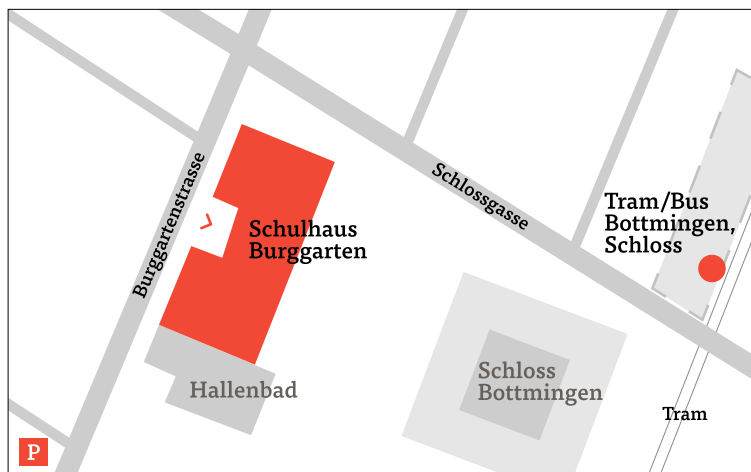 Burggartenstrasse
Schlossgasse
Tram/Bus
Bottmingen,
Schloss
Schulhaus
Burggarten
Schloss
Bottmingen
Hallenbad
Tram
P